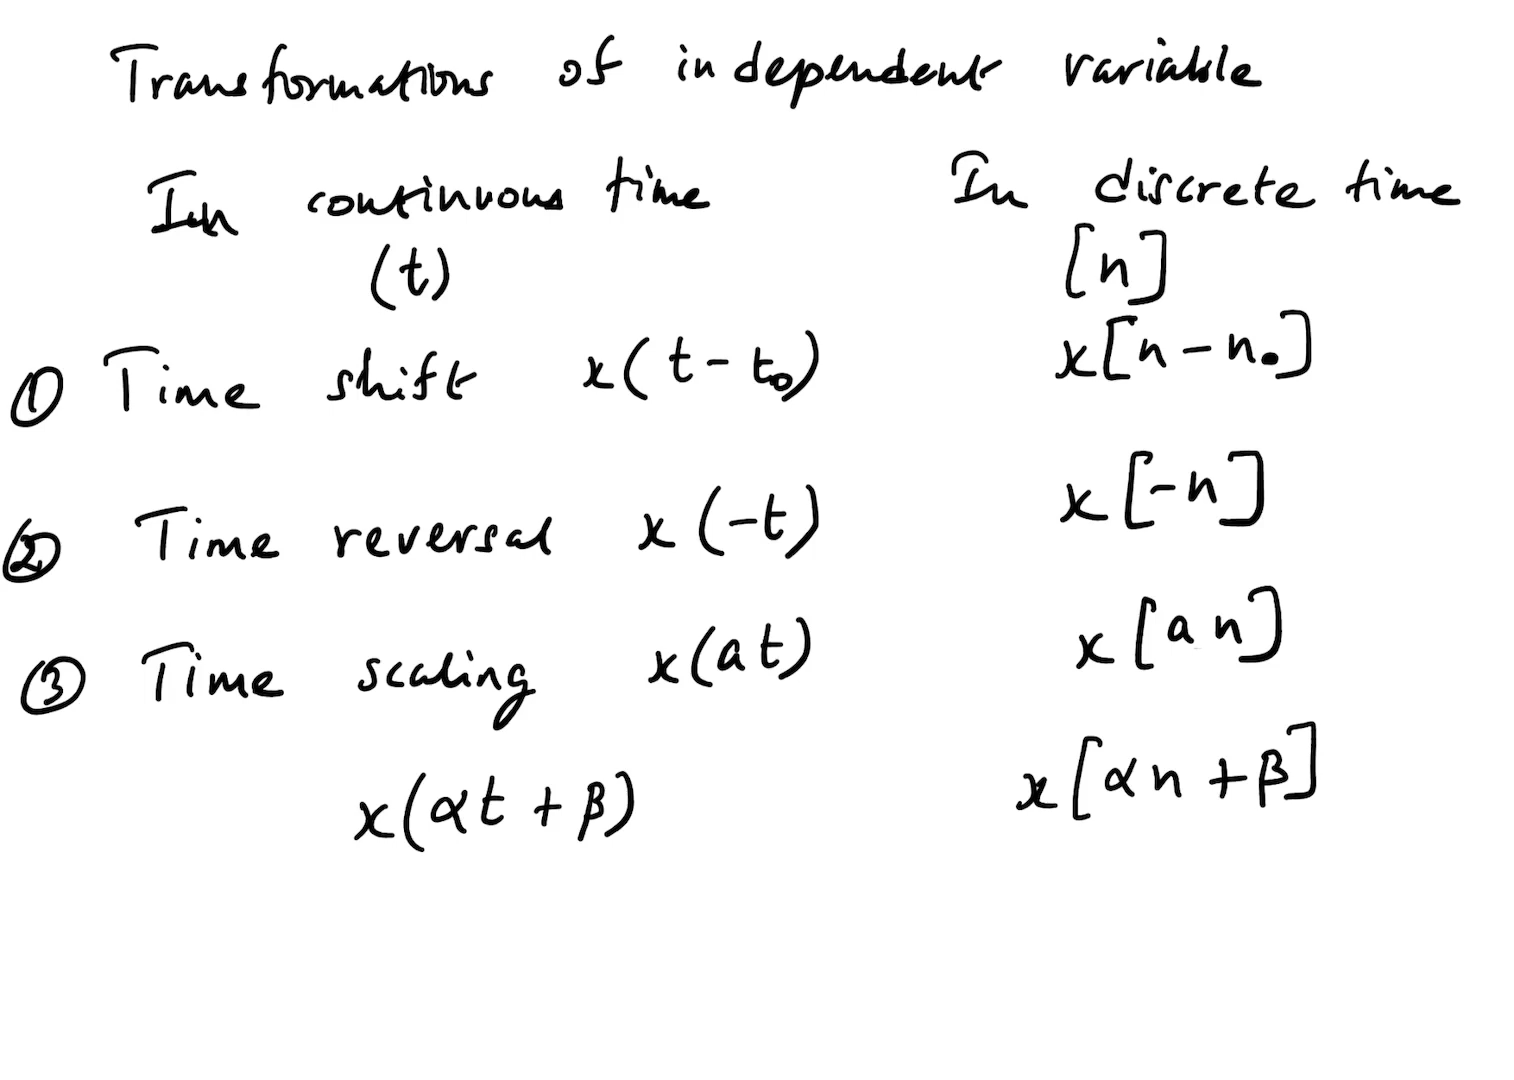 Transformations of independent variable
In continuous time In discrete time
(t) [n]
① Time shift x(t-t₀) x[n-n₀]
② Time reversal x(-t) x[-n]
③ Time scaling x(at) x[an]
x(αt+β) x[αn+β]